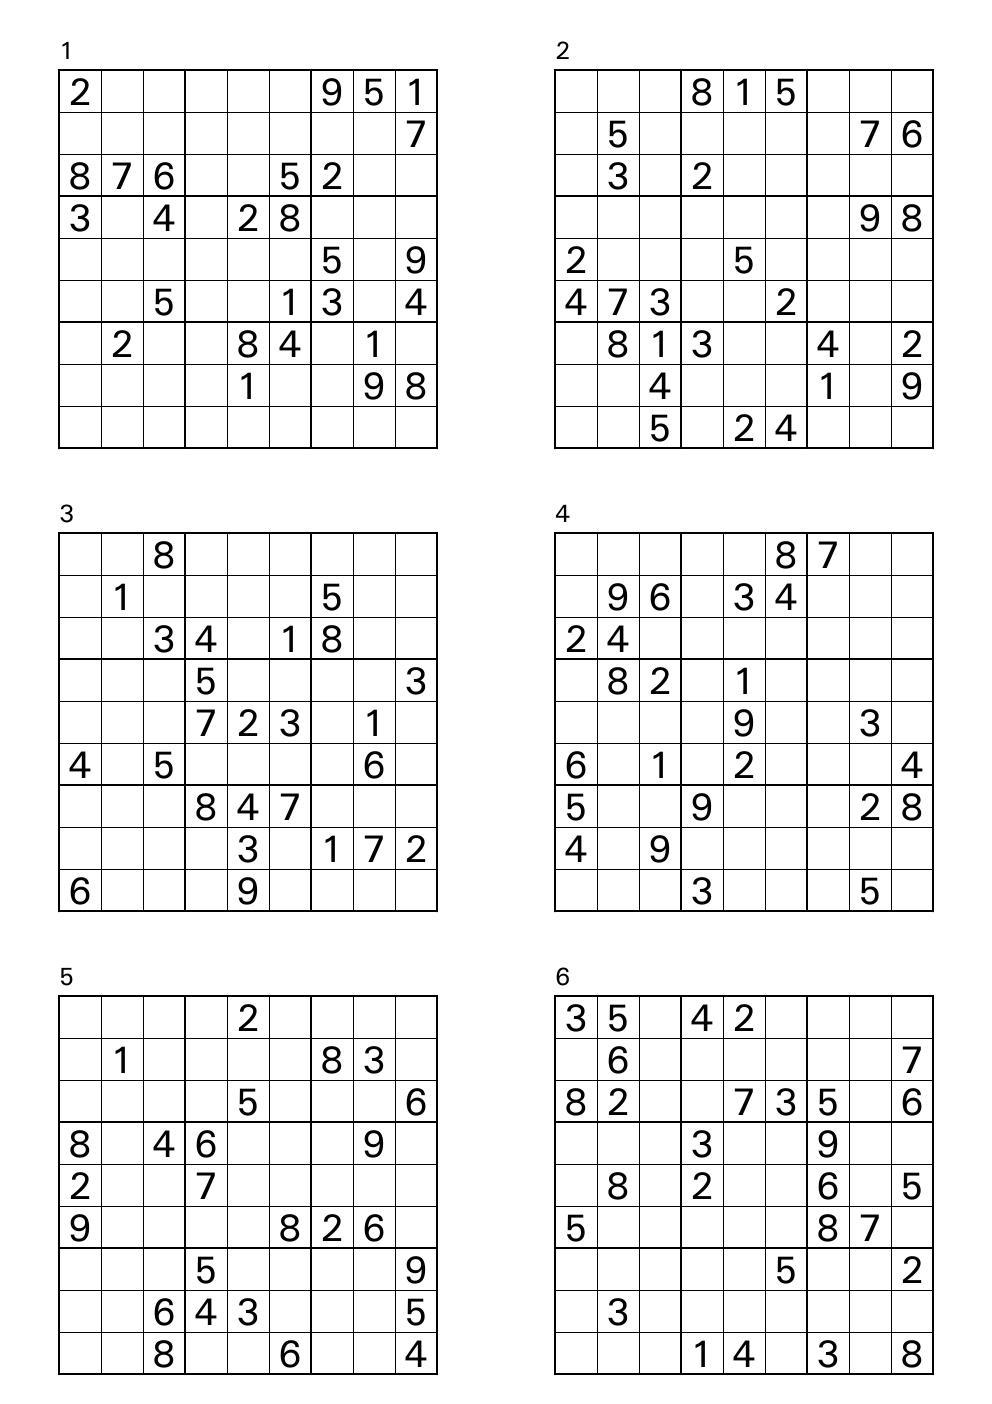 1
2 9 5 1
7
8 7 6 5 2
3 4 2 8
5 9
5 1 3 4
2 8 4 1
1 9 8
2
8 1 5
5 7 6
3 2
9 8
2 5
4 7 3 2
8 1 3 4 2
4 1 9
5 2 4
3
8
1 5
3 4 1 8
5 3
7 2 3 1
4 5 6
8 4 7
3 1 7 2
6 9
4
8 7
9 6 3 4
2 4
8 2 1
9 3
6 1 2 4
5 9 2 8
4 9
3 5
5
2
1 8 3
5 6
8 4 6 9
2 7
9 8 2 6
5 9
6 4 3 5
8 6 4
6
3 5 4 2
6 7
8 2 7 3 5 6
3 9
8 2 6 5
5 8 7
5 2
3
1 4 3 8